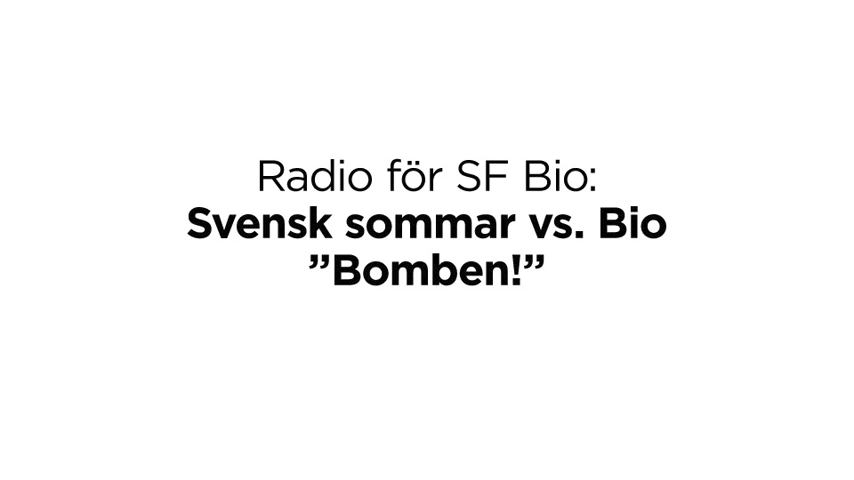 Radio för SF Bio:
Svensk sommar vs. Bio
”Bomben!”